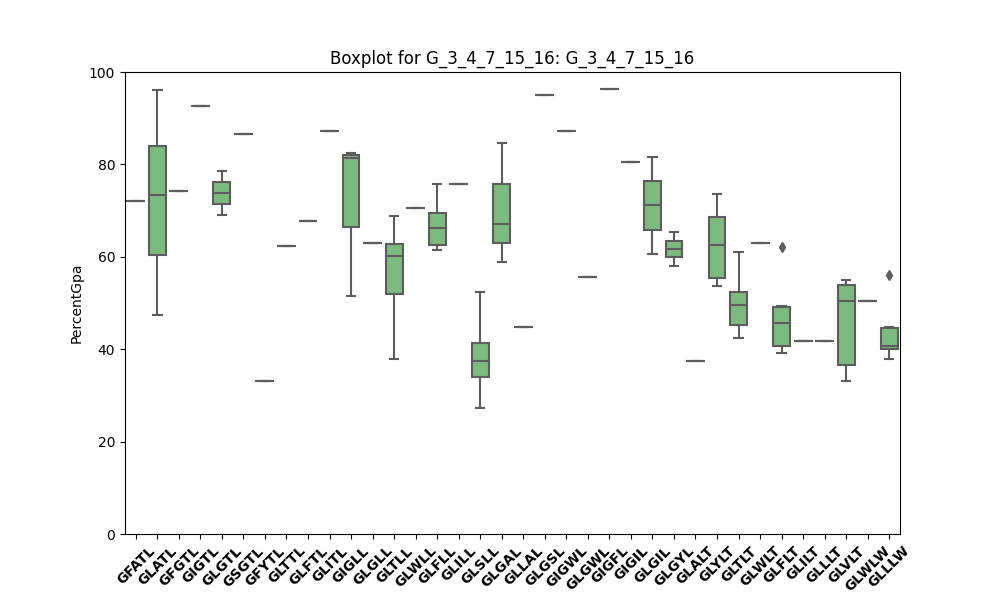 Boxplot for G_3_4_7_15_16: G_3_4_7_15_16
PercentGpa
100
80
60
40
20
0
GFATL
GLATL
GFGTL
GIGTL
GLGTL
GSGTL
GFYTL
GLTTL
GLFTL
GLITL
GIGLL
GLGLL
GLTLL
GLWLL
GLFLL
GLILL
GLSLL
GLGAL
GLLAL
GLGSL
GIGWL
GLGWL
GIGFL
GIGIL
GLGIL
GLGYL
GLALT
GLYLT
GLTLT
GLWLT
GLFLT
GLILT
GLLLT
GLVLT
GLWLW
GLLLW